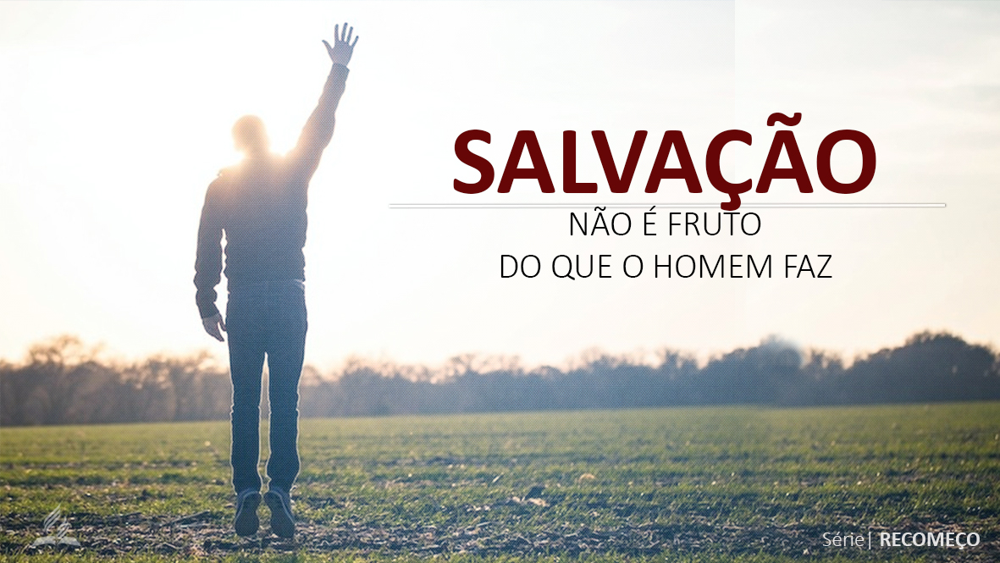 SALVAÇÃO
NÃO É FRUTO
DO QUE O HOMEM FAZ
Série| RECOMEÇO